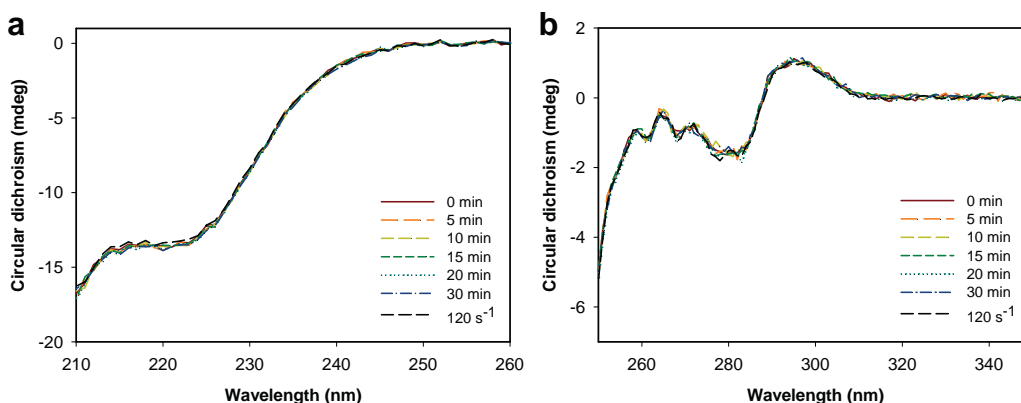 a
Circular dichroism (mdeg)
0
-5
-10
-15
-20
210 220 230 240 250 260
Wavelength (nm)
0 min
5 min
10 min
15 min
20 min
30 min
120 s⁻¹
b
Circular dichroism (mdeg)
2
0
-2
-4
-6
260 280 300 320 340
Wavelength (nm)
0 min
5 min
10 min
15 min
20 min
30 min
120 s⁻¹